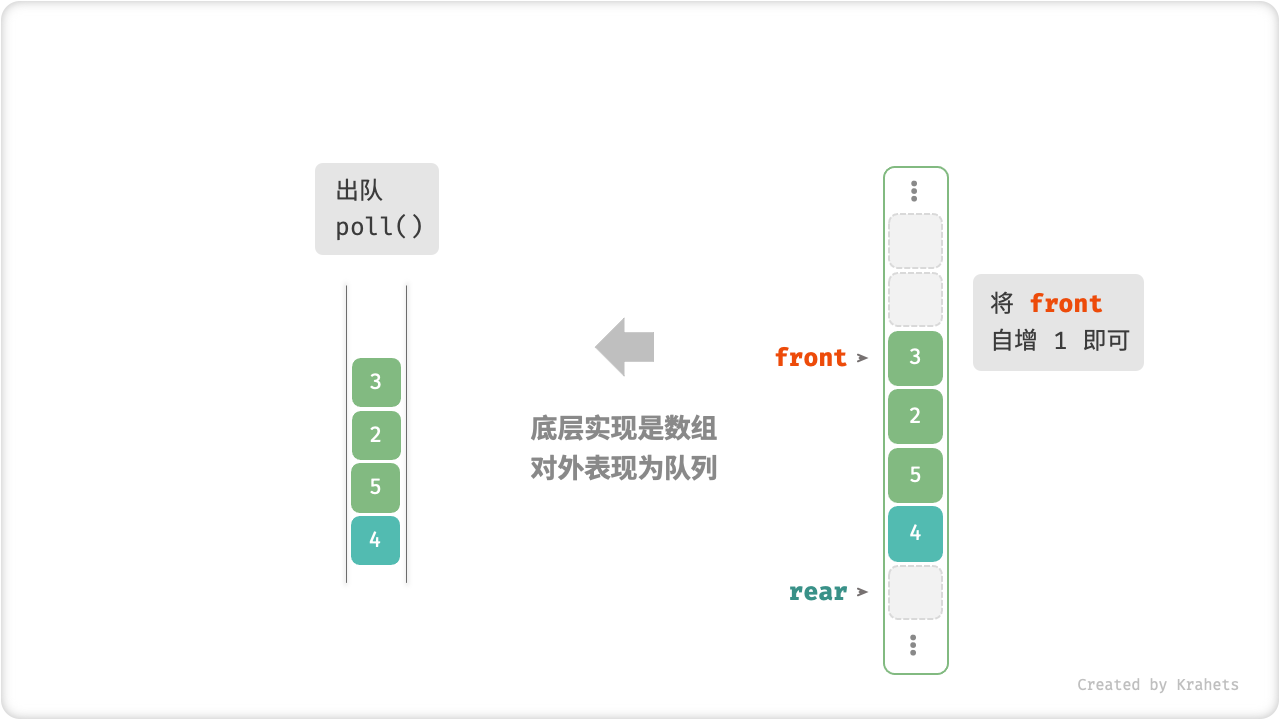 出队
poll()
3
2
5
4
底层实现是数组
对外表现为队列
front
rear
3
2
5
4
将 front
自增 1 即可
Created by Krahets